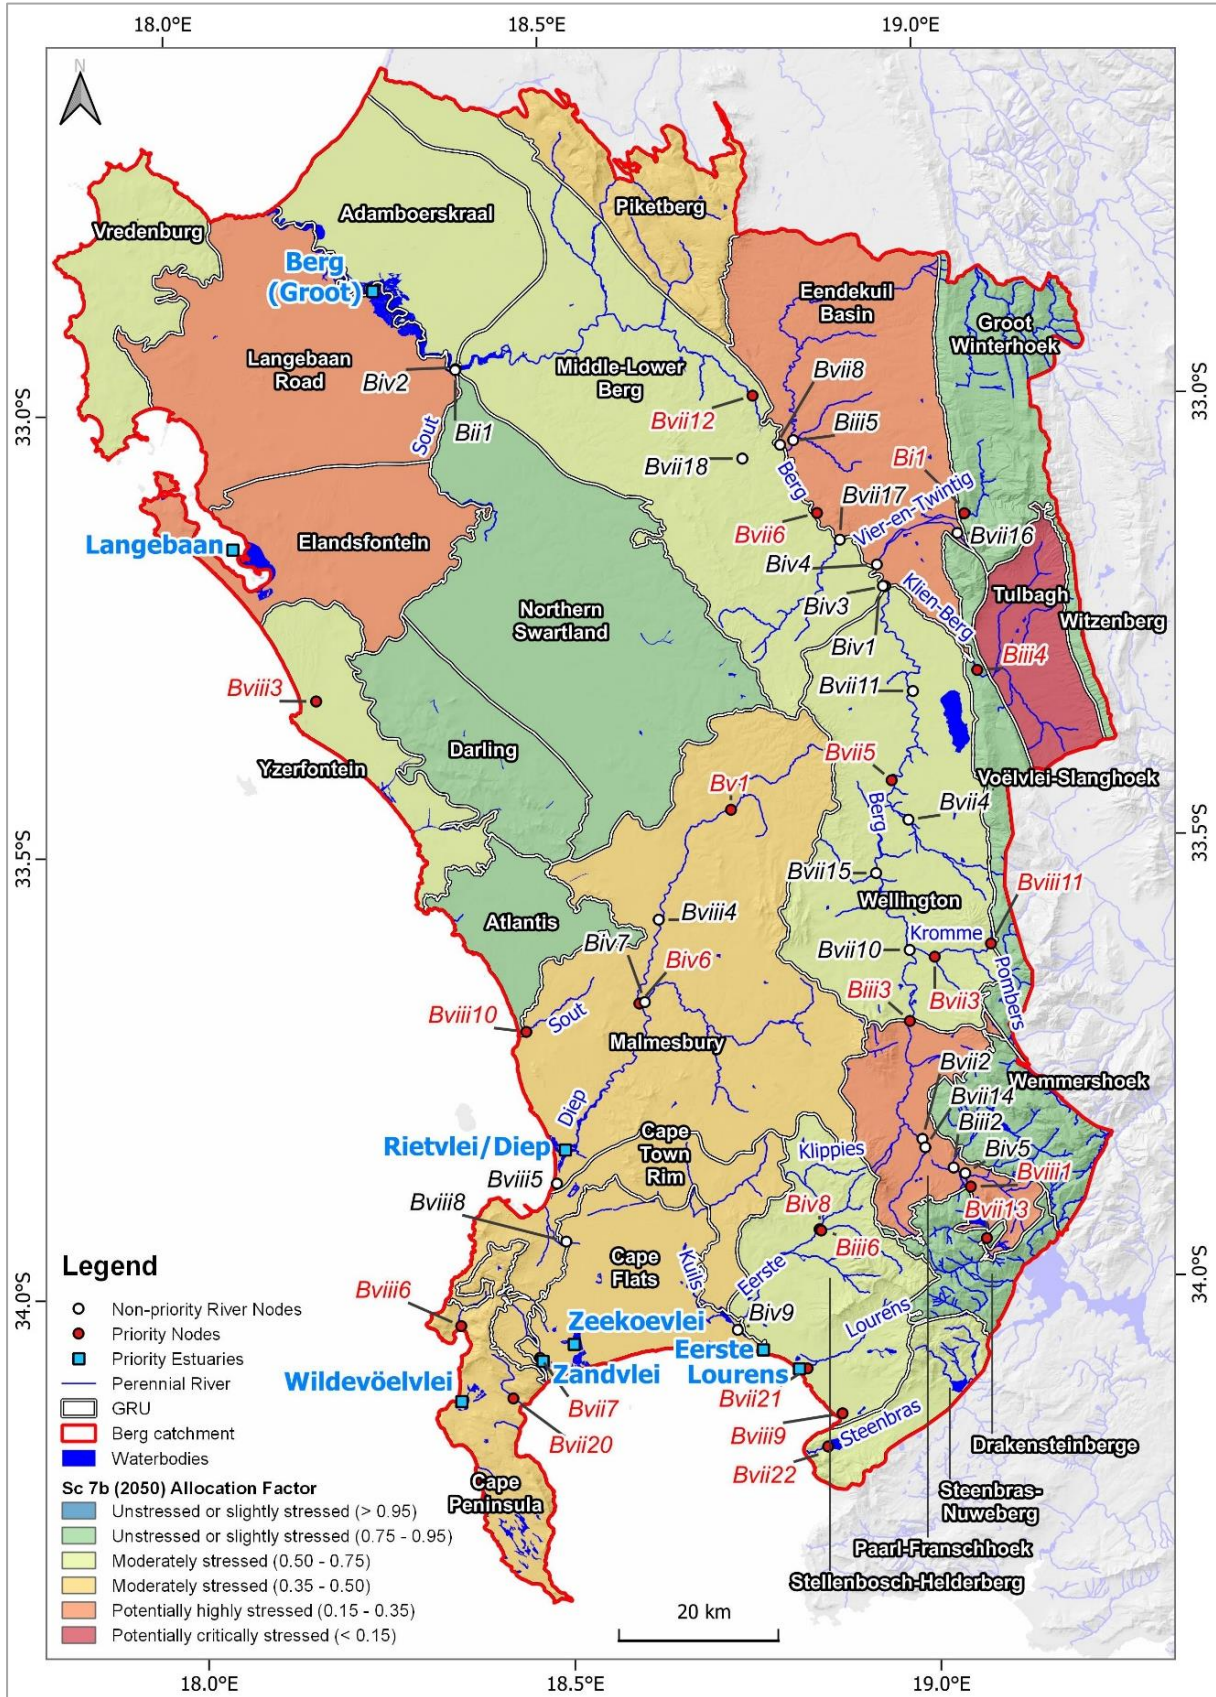 18.0°E
18.5°E
19.0°E
N
Vredenburg
Adamboerskraal
Piketberg
Berg
(Groot)
Eendekuil
Basin
Groot
Winterhoek
Langebaan
Road
Biv2
Middle-Lower
Berg
Bvii8
33.0°S
33.0°S
Sout
Bii1
Bvii12
Biii5
Bvii18
Berg
Bi1
Bvii17
Vier-en-Twintig
Langebaan
Elandsfontein
Bvii6
Bvii16
Biv4
Klien-Berg
Tulbagh
Witzenberg
Northern
Swartland
Biv3
Biv1
Biii4
Bviii3
Bvii11
Yzerfontein
Darling
Bv1
Bvii5
Voëlvlei-Slanghoek
Berg
Bvii4
33.5°S
33.5°S
Bvii15
Bviii11
Atlantis
Bviii4
Wellington
Kromme
Biv7
Biv6
Bvii10
Pombers
Bviii10
Sout
Biii3
Bvii3
Malmesbury
Bvii2
Wemmershoek
Bvii14
Diep
Cape
Town
Rim
Biii2
Rietvlei/Diep
Klippies
Biv5
Bviii5
Bviii1
Bviii8
Biv8
Bvii13
Biii6
Cape
Flats
Kuils
Eerste
34.0°S
34.0°S
Bviii6
Louréns
Biv9
Zeekoevlei
Eerste
Wildevöelvlei
Zandvlei
Lourens
Bvii7
Bvii21
Bvii20
Bviii9
Steenbras
Bvii22
Drakensteinberge
Cape
Peninsula
Steenbras-
Nuweberg
Paarl-Franschhoek
Stellenbosch-Helderberg
Legend
Non-priority River Nodes
Priority Nodes
Priority Estuaries
Perennial River
GRU
Berg catchment
Waterbodies
Sc 7b (2050) Allocation Factor
Unstressed or slightly stressed (> 0.95)
Unstressed or slightly stressed (0.75 - 0.95)
Moderately stressed (0.50 - 0.75)
Moderately stressed (0.35 - 0.50)
Potentially highly stressed (0.15 - 0.35)
Potentially critically stressed (< 0.15)
20 km
18.0°E
18.5°E
19.0°E